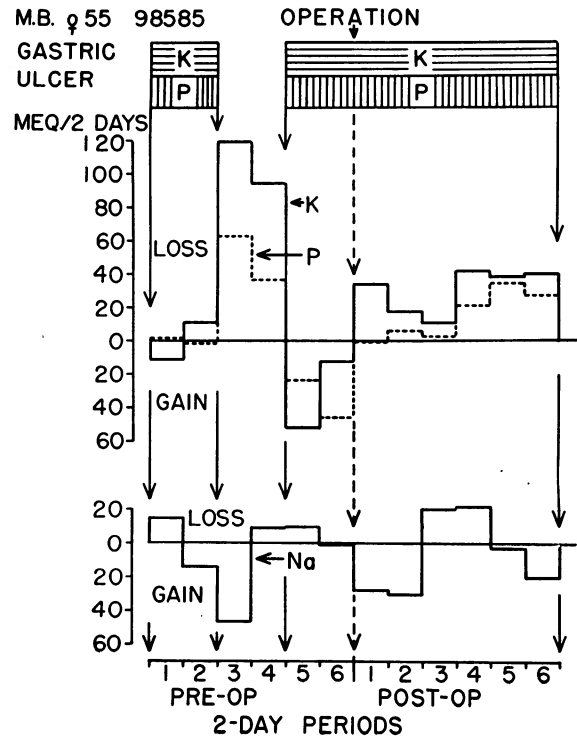 M.B. ♀ 55 98585 OPERATION
GASTRIC
ULCER
K
P
K
P
MEQ/2 DAYS
120
100
80
60
40
20
0
20
40
60
LOSS
K
P
GAIN
20
0
20
40
60
LOSS
Na
GAIN
1 2 3 4 5 6 1 2 3 4 5 6
PRE-OP POST-OP
2-DAY PERIODS